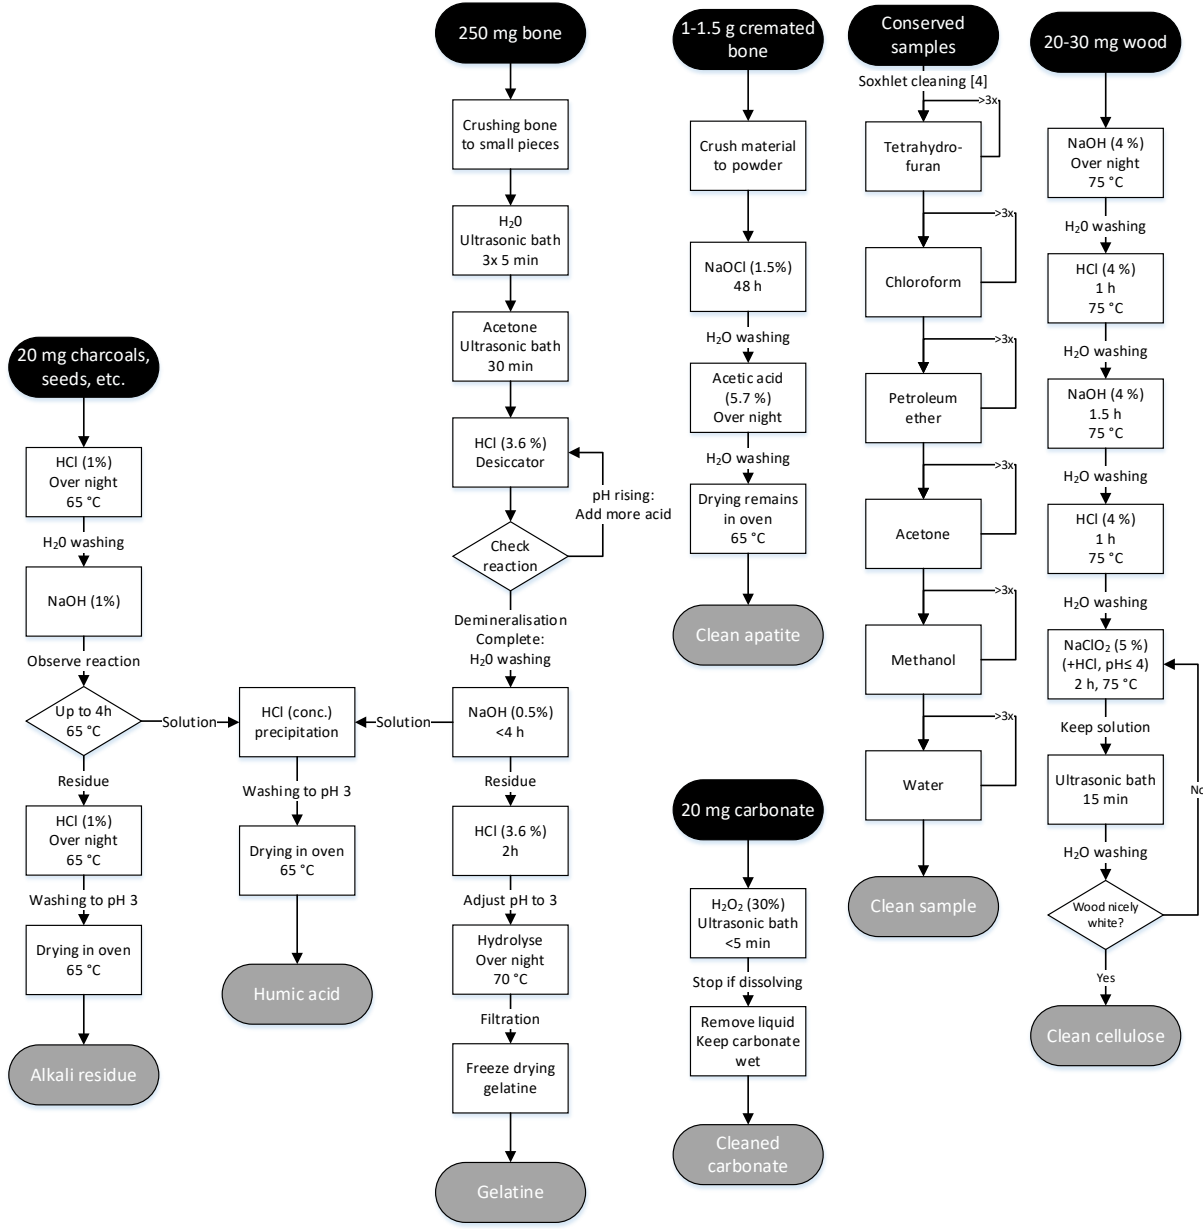 20 mg charcoals,
seeds, etc.
HCl (1%)
Over night
65 °C
H₂0 washing
NaOH (1%)
Observe reaction
Up to 4h
65 °C
Solution
Residue
HCl (1%)
Over night
65 °C
Washing to pH 3
Drying in oven
65 °C
Alkali residue
HCl (conc.)
precipitation
Washing to pH 3
Drying in oven
65 °C
Humic acid
250 mg bone
Crushing bone
to small pieces
H₂0
Ultrasonic bath
3x 5 min
Acetone
Ultrasonic bath
30 min
HCl (3.6 %)
Desiccator
pH rising:
Add more acid
Check
reaction
Demineralisation
Complete:
H₂0 washing
NaOH (0.5%)
<4 h
Solution
Residue
HCl (3.6 %)
2h
Adjust pH to 3
Hydrolyse
Over night
70 °C
Filtration
Freeze drying
gelatine
Gelatine
1-1.5 g cremated
bone
Crush material
to powder
NaOCl (1.5%)
48 h
H₂O washing
Acetic acid
(5.7 %)
Over night
H₂O washing
Drying remains
in oven
65 °C
Clean apatite
20 mg carbonate
H₂O₂ (30%)
Ultrasonic bath
<5 min
Stop if dissolving
Remove liquid
Keep carbonate
wet
Cleaned
carbonate
Conserved
samples
Soxhlet cleaning [4]
>3x
Tetrahydro-
furan
>3x
Chloroform
>3x
Petroleum
ether
>3x
Acetone
>3x
Methanol
>3x
Water
Clean sample
20-30 mg wood
NaOH (4 %)
Over night
75 °C
H₂0 washing
HCl (4 %)
1 h
75 °C
H₂O washing
NaOH (4 %)
1.5 h
75 °C
H₂O washing
HCl (4 %)
1 h
75 °C
H₂O washing
NaClO₂ (5 %)
(+HCl, pH≤ 4)
2 h, 75 °C
Keep solution
Ultrasonic bath
15 min
No
H₂O washing
Wood nicely
white?
Yes
Clean cellulose